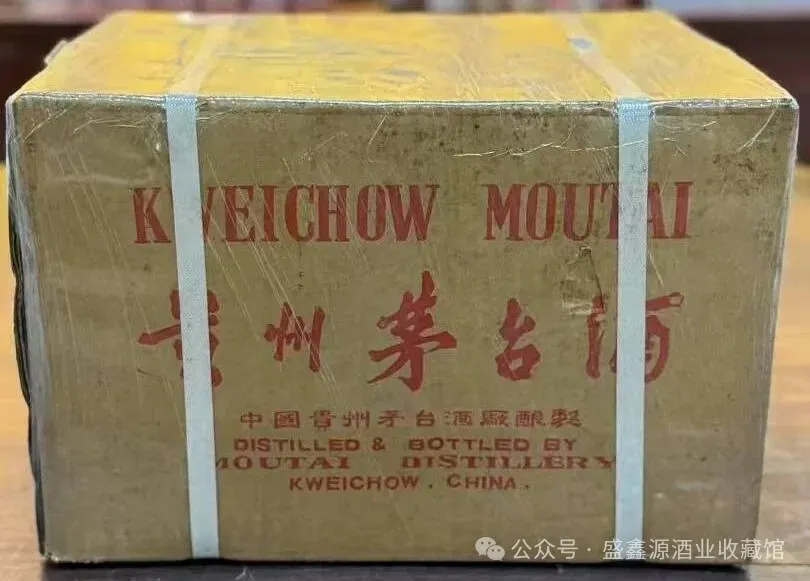 KWEICHOW MOUTAI
贵州茅台酒
中國貴州茅台酒廠釀製
DISTILLED & BOTTLED BY
MOUTAI DISTILLERY
KWEICHOW, CHINA.
公众号 · 盛鑫源酒业收藏馆